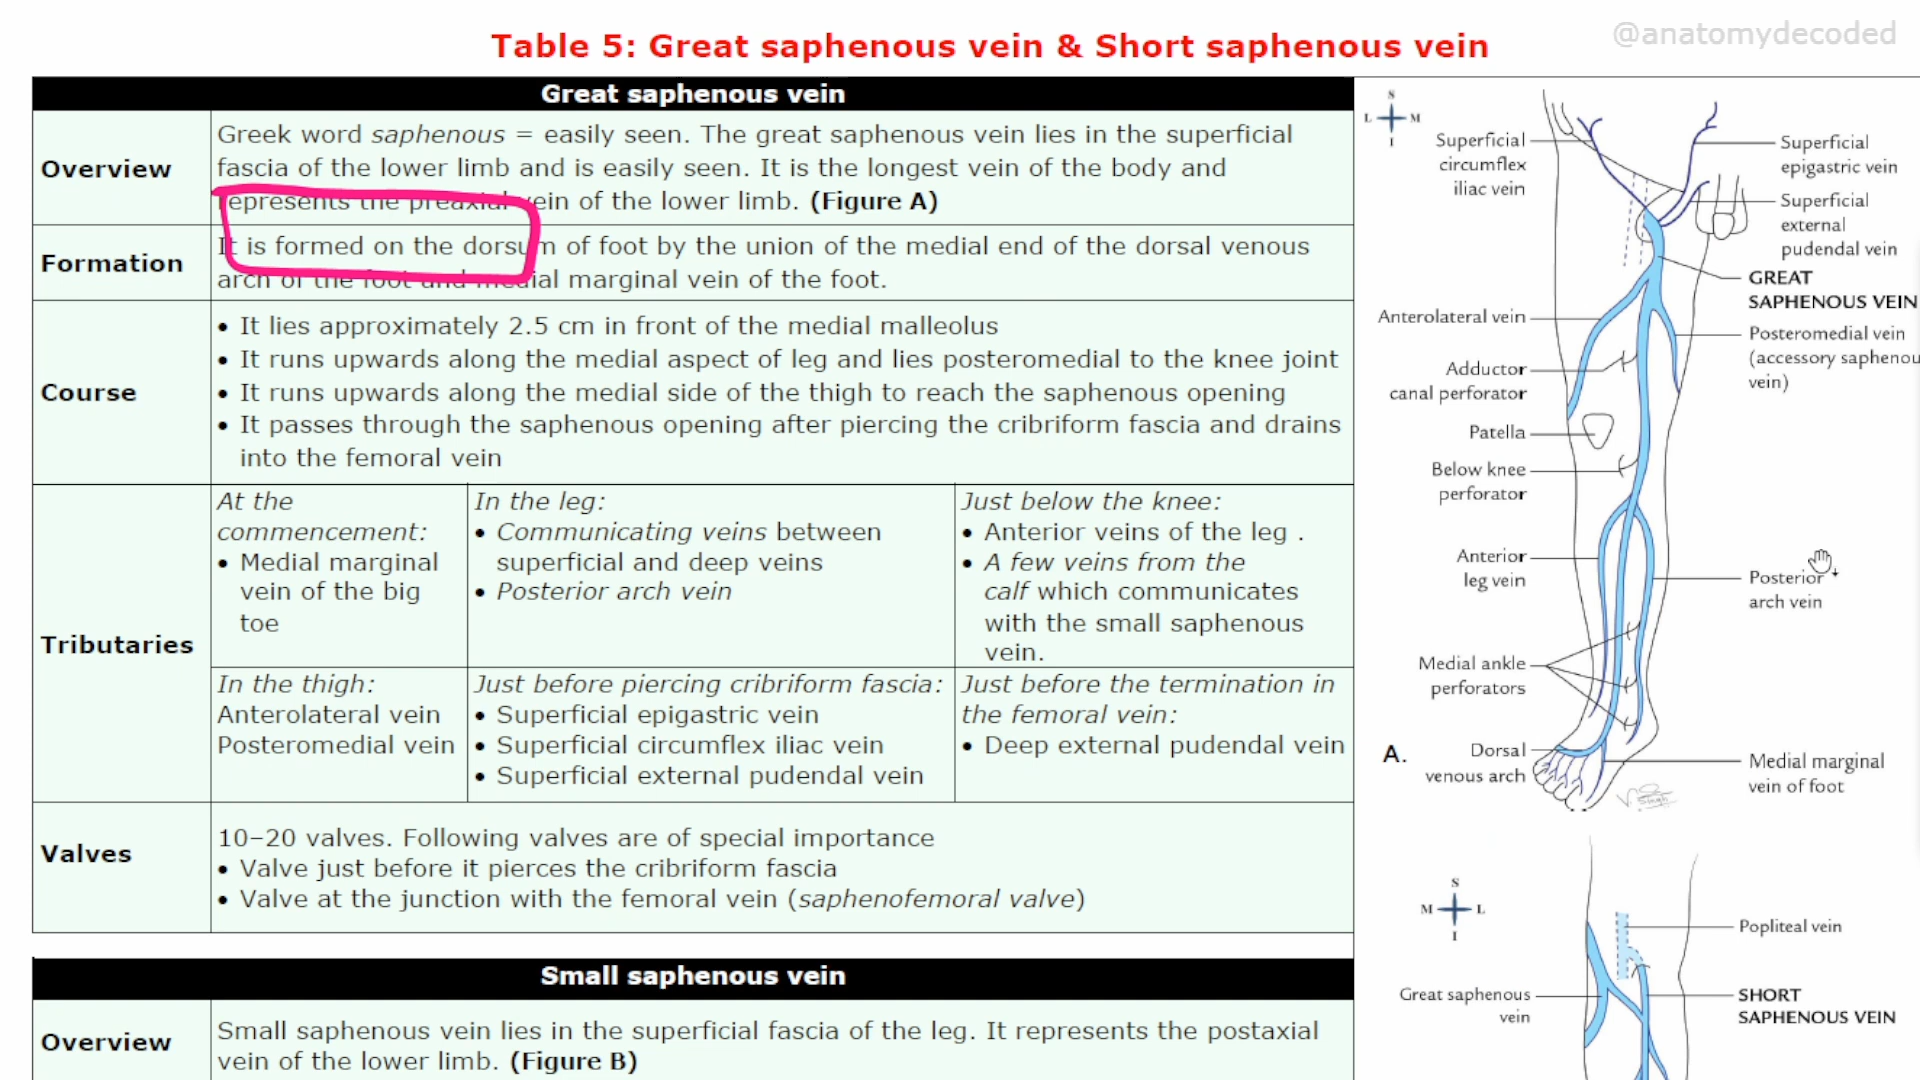 @anatomydecoded
Table 5: Great saphenous vein & Short saphenous vein
Great saphenous vein
Overview
Greek word saphenous = easily seen. The great saphenous vein lies in the superficial
fascia of the lower limb and is easily seen. It is the longest vein of the body and
represents the preaxial vein of the lower limb. (Figure A)
Formation
It is formed on the dorsum of foot by the union of the medial end of the dorsal venous
arch of the foot and medial marginal vein of the foot.
Course
• It lies approximately 2.5 cm in front of the medial malleolus
• It runs upwards along the medial aspect of leg and lies posteromedial to the knee joint
• It runs upwards along the medial side of the thigh to reach the saphenous opening
• It passes through the saphenous opening after piercing the cribriform fascia and drains
into the femoral vein
Tributaries
At the
commencement:
• Medial marginal
vein of the big
toe
In the leg:
• Communicating veins between
superficial and deep veins
• Posterior arch vein
Just below the knee:
• Anterior veins of the leg .
• A few veins from the
calf which communicates
with the small saphenous
vein.
In the thigh:
Anterolateral vein
Posteromedial vein
Just before piercing cribriform fascia:
• Superficial epigastric vein
• Superficial circumflex iliac vein
• Superficial external pudendal vein
Just before the termination in
the femoral vein:
• Deep external pudendal vein
Valves
10–20 valves. Following valves are of special importance
• Valve just before it pierces the cribriform fascia
• Valve at the junction with the femoral vein (saphenofemoral valve)
Small saphenous vein
Overview
Small saphenous vein lies in the superficial fascia of the leg. It represents the postaxial
vein of the lower limb. (Figure B)
S
L M
I
Superficial
circumflex
iliac vein
Superficial
epigastric vein
Superficial
external
pudendal vein
GREAT
SAPHENOUS VEIN
Anterolateral vein
Posteromedial vein
(accessory saphenou
vein)
Adductor
canal perforator
Patella
Below knee
perforator
Anterior
leg vein
Posterior
arch vein
Medial ankle
perforators
A.
Dorsal
venous arch
Medial marginal
vein of foot
S
M L
I
Popliteal vein
Great saphenous
vein
SHORT
SAPHENOUS VEIN